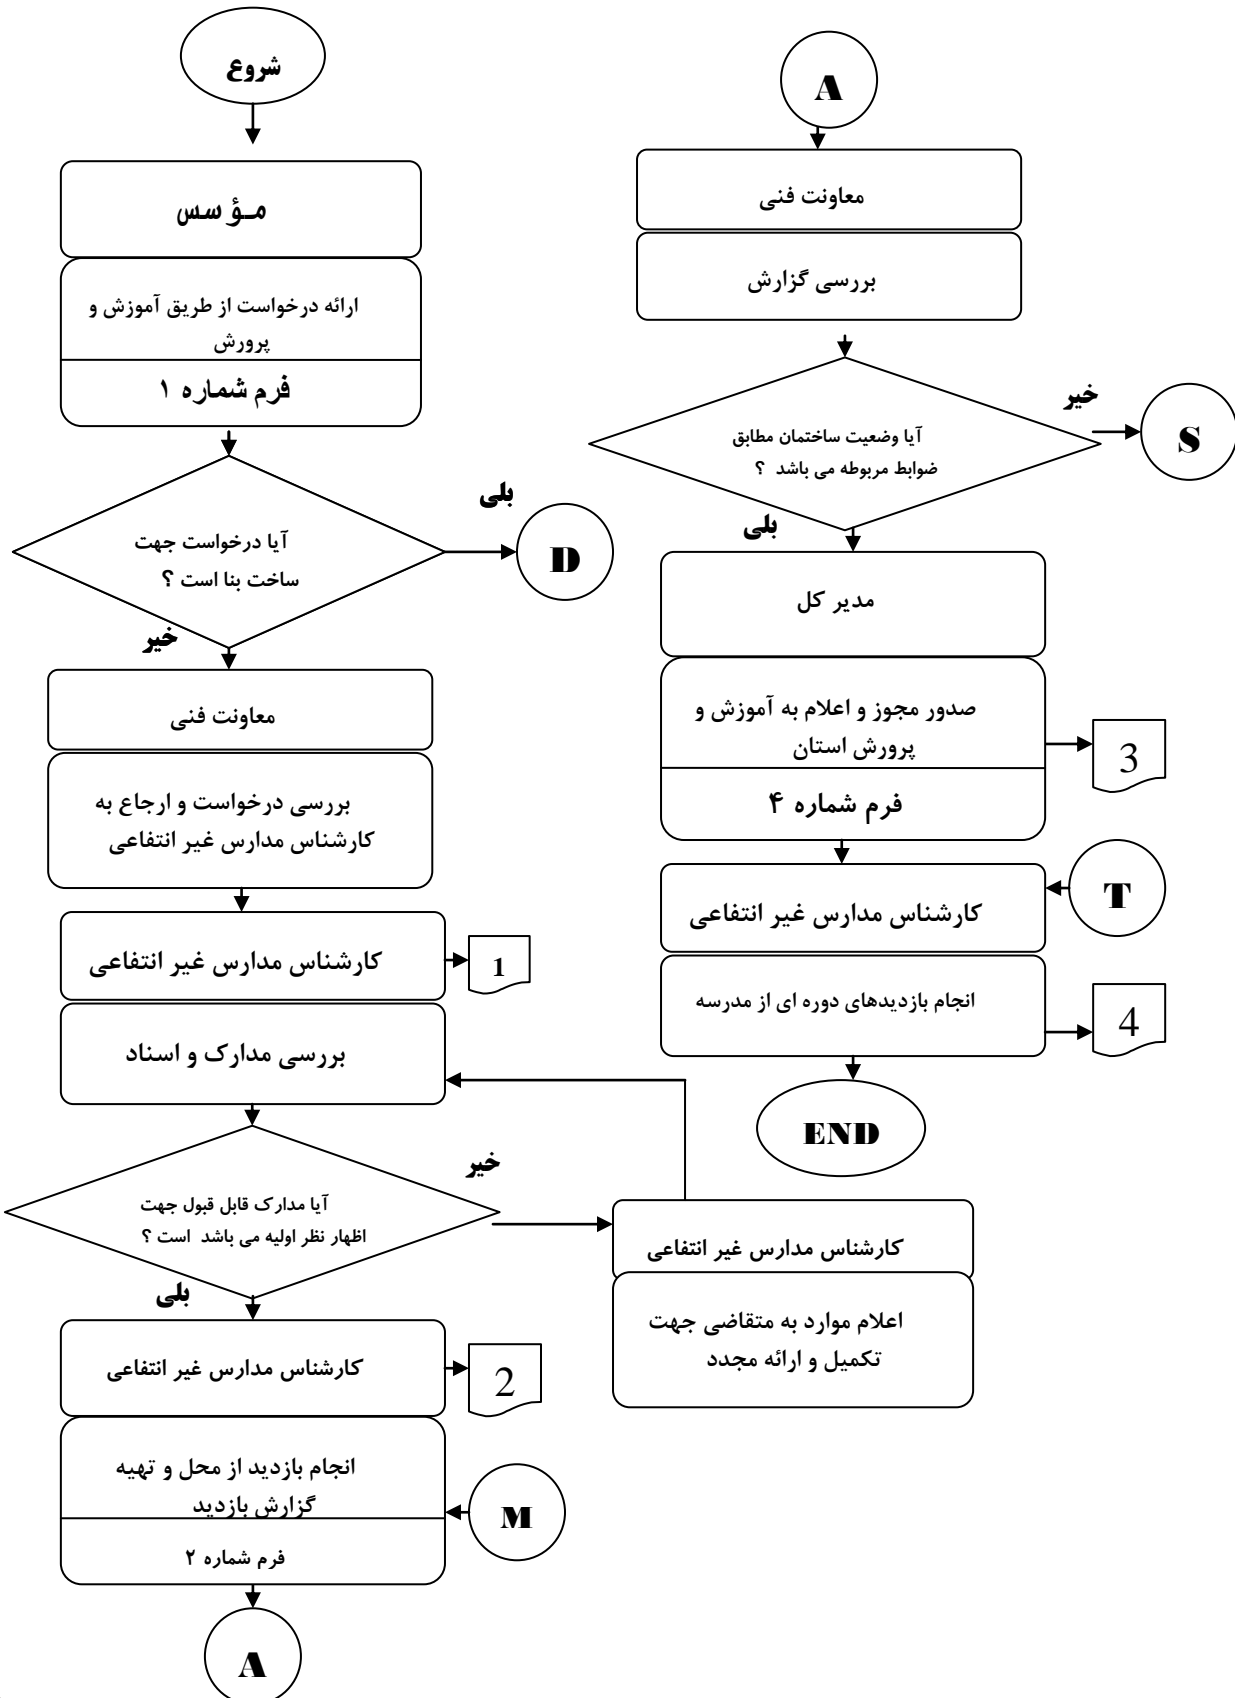 شروع
مـؤسس
ارائه درخواست از طریق آموزش و
پرورش
فرم شماره ۱
آیا درخواست جهت
ساخت بنا است ؟
بلی
D
خیر
معاونت فنی
بررسی درخواست و ارجاع به
کارشناس مدارس غیر انتفاعی
کارشناس مدارس غیر انتفاعی
1
بررسی مدارک و اسناد
آیا مدارک قابل قبول جهت
اظهار نظر اولیه می باشد است ؟
خیر
کارشناس مدارس غیر انتفاعی
اعلام موارد به متقاضی جهت
تکمیل و ارائه مجدد
بلی
کارشناس مدارس غیر انتفاعی
2
انجام بازدید از محل و تهیه
گزارش بازدید
فرم شماره ۲
M
A
A
معاونت فنی
بررسی گزارش
آیا وضعیت ساختمان مطابق
ضوابط مربوطه می باشد ؟
خیر
S
بلی
مدیر کل
صدور مجوز و اعلام به آموزش و
پرورش استان
فرم شماره ۴
3
کارشناس مدارس غیر انتفاعی
T
انجام بازدیدهای دوره ای از مدرسه
4
END